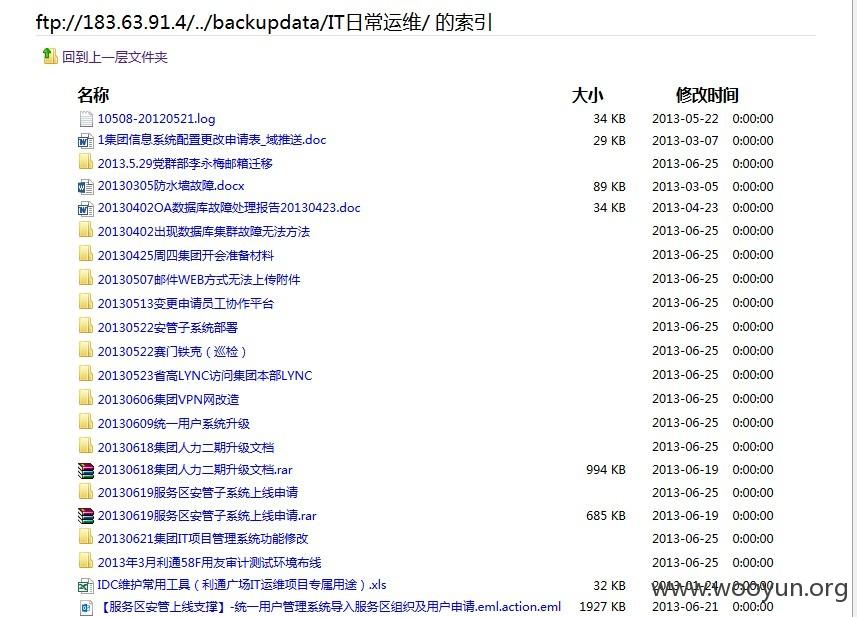 ftp://183.63.91.4/../backupdata/IT日常运维/ 的索引
回到上一层文件夹
名称 大小 修改时间
10508-20120521.log 34 KB 2013-05-22 0:00:00
1集团信息系统配置更改申请表_域推送.doc 29 KB 2013-03-07 0:00:00
2013.5.29党群部李永梅邮箱迁移 2013-06-25 0:00:00
20130305防水墙故障.docx 89 KB 2013-03-05 0:00:00
20130402OA数据库故障处理报告20130423.doc 34 KB 2013-04-23 0:00:00
20130402出现数据库集群故障无法方法 2013-06-25 0:00:00
20130425周四集团开会准备材料 2013-06-25 0:00:00
20130507邮件WEB方式无法上传附件 2013-06-25 0:00:00
20130513变更申请员工协作平台 2013-06-25 0:00:00
20130522安管子系统部署 2013-06-25 0:00:00
20130522赛门铁克（巡检） 2013-06-25 0:00:00
20130523省高LYNC访问集团本部LYNC 2013-06-25 0:00:00
20130606集团VPN网改造 2013-06-25 0:00:00
20130609统一用户系统升级 2013-06-25 0:00:00
20130618集团人力二期升级文档 2013-06-25 0:00:00
20130618集团人力二期升级文档.rar 994 KB 2013-06-19 0:00:00
20130619服务区安管子系统上线申请 2013-06-25 0:00:00
20130619服务区安管子系统上线申请.rar 685 KB 2013-06-19 0:00:00
20130621集团IT项目管理系统功能修改 2013-06-25 0:00:00
2013年3月利通58F用友审计测试环境布线 2013-06-25 0:00:00
IDC维护常用工具（利通广场IT运维项目专属用途）.xls 32 KB 2013-01-24 0:00:00
【服务区安管上线支撑】-统一用户管理系统导入服务区组织及用户申请.eml.action.eml 1927 KB 2013-06-21 0:00:00
www.wooyun.org